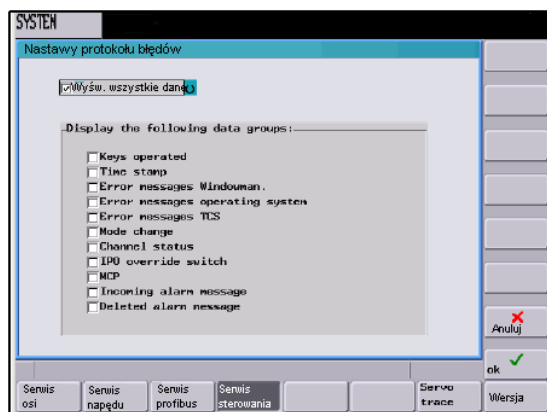 SYSTEM
Nastawy protokołu błędów
Wyśw. wszystkie dane
Display the following data groups:
Keys operated
Time stamp
Error messages Windowman.
Error messages operating system
Error messages TCS
Mode change
Channel status
IPO override switch
MCP
Incoming alarm message
Deleted alarm message
Anuluj
ok
Serwis osi
Serwis napędu
Serwis profibus
Serwis sterowania
Servo trace
Wersja